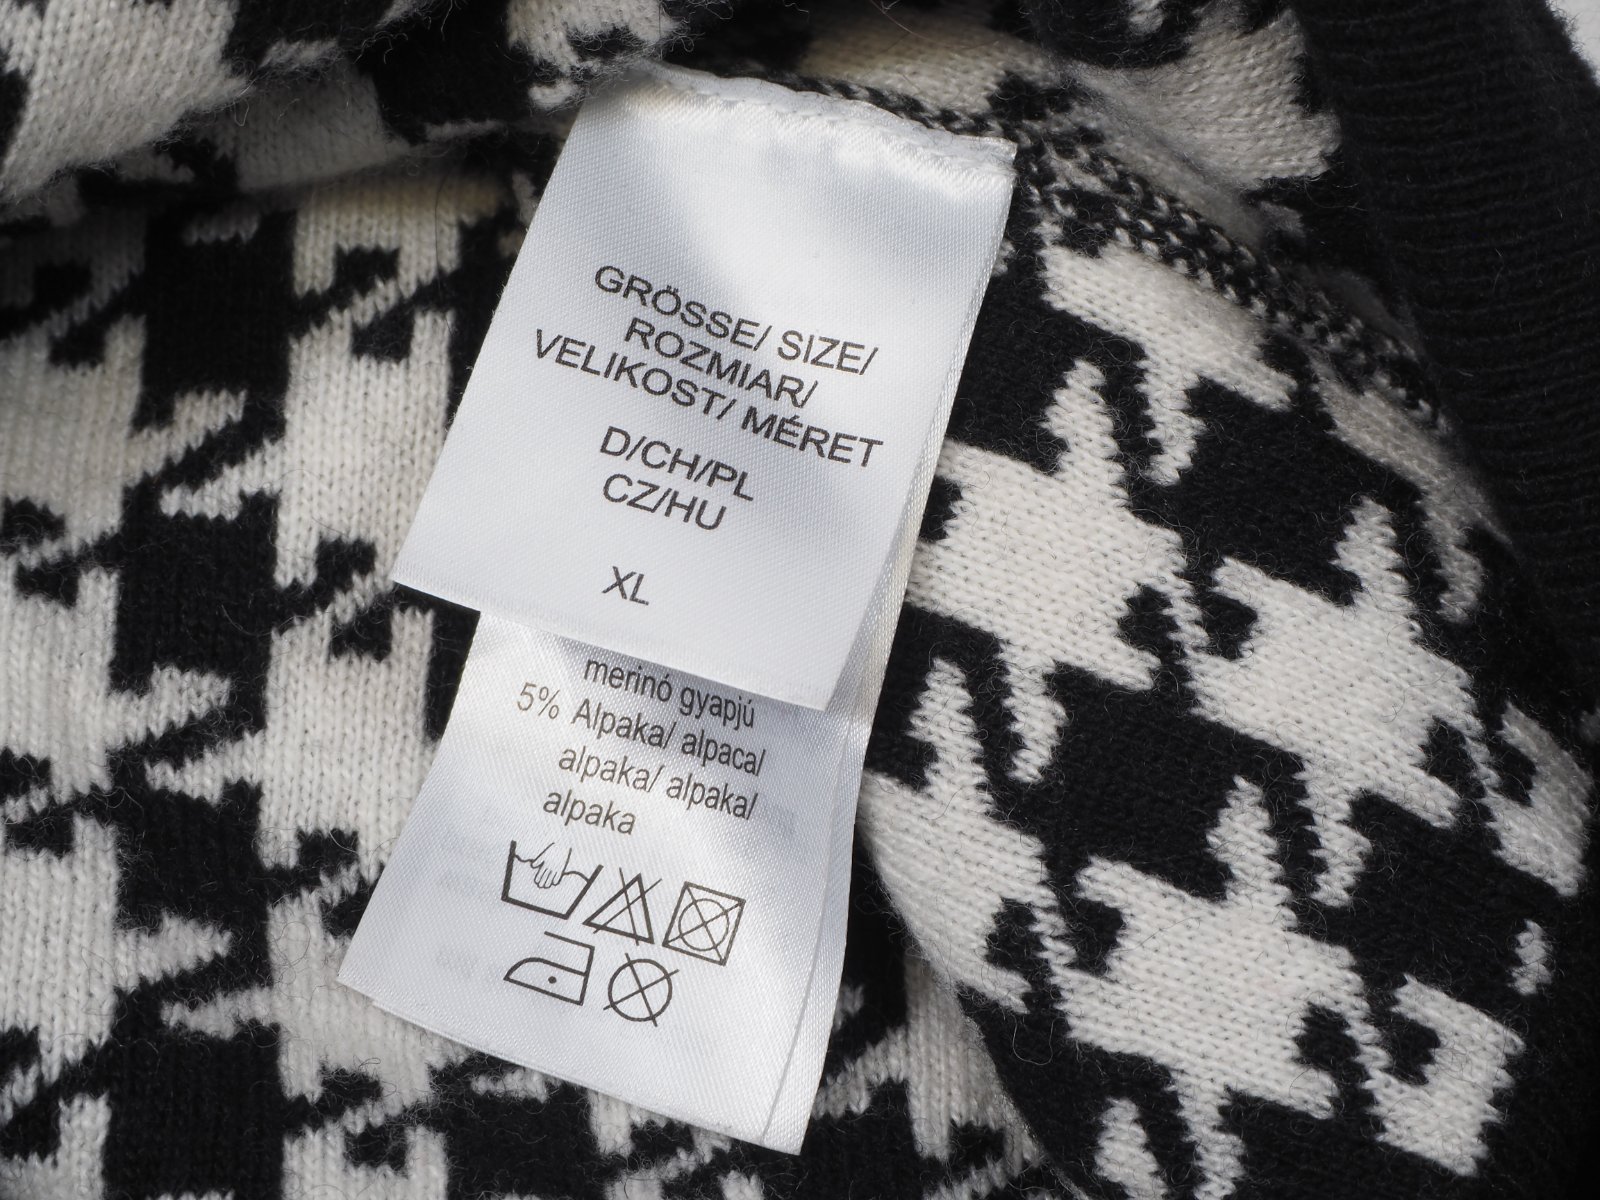 GRÖSSE/ SIZE/
ROZMIAR/
VELIKOST/ MÉRET
D/CH/PL
CZ/HU
XL
merinó gyapjú
5% Alpaka/ alpaca/
alpaka/ alpaka/
alpaka